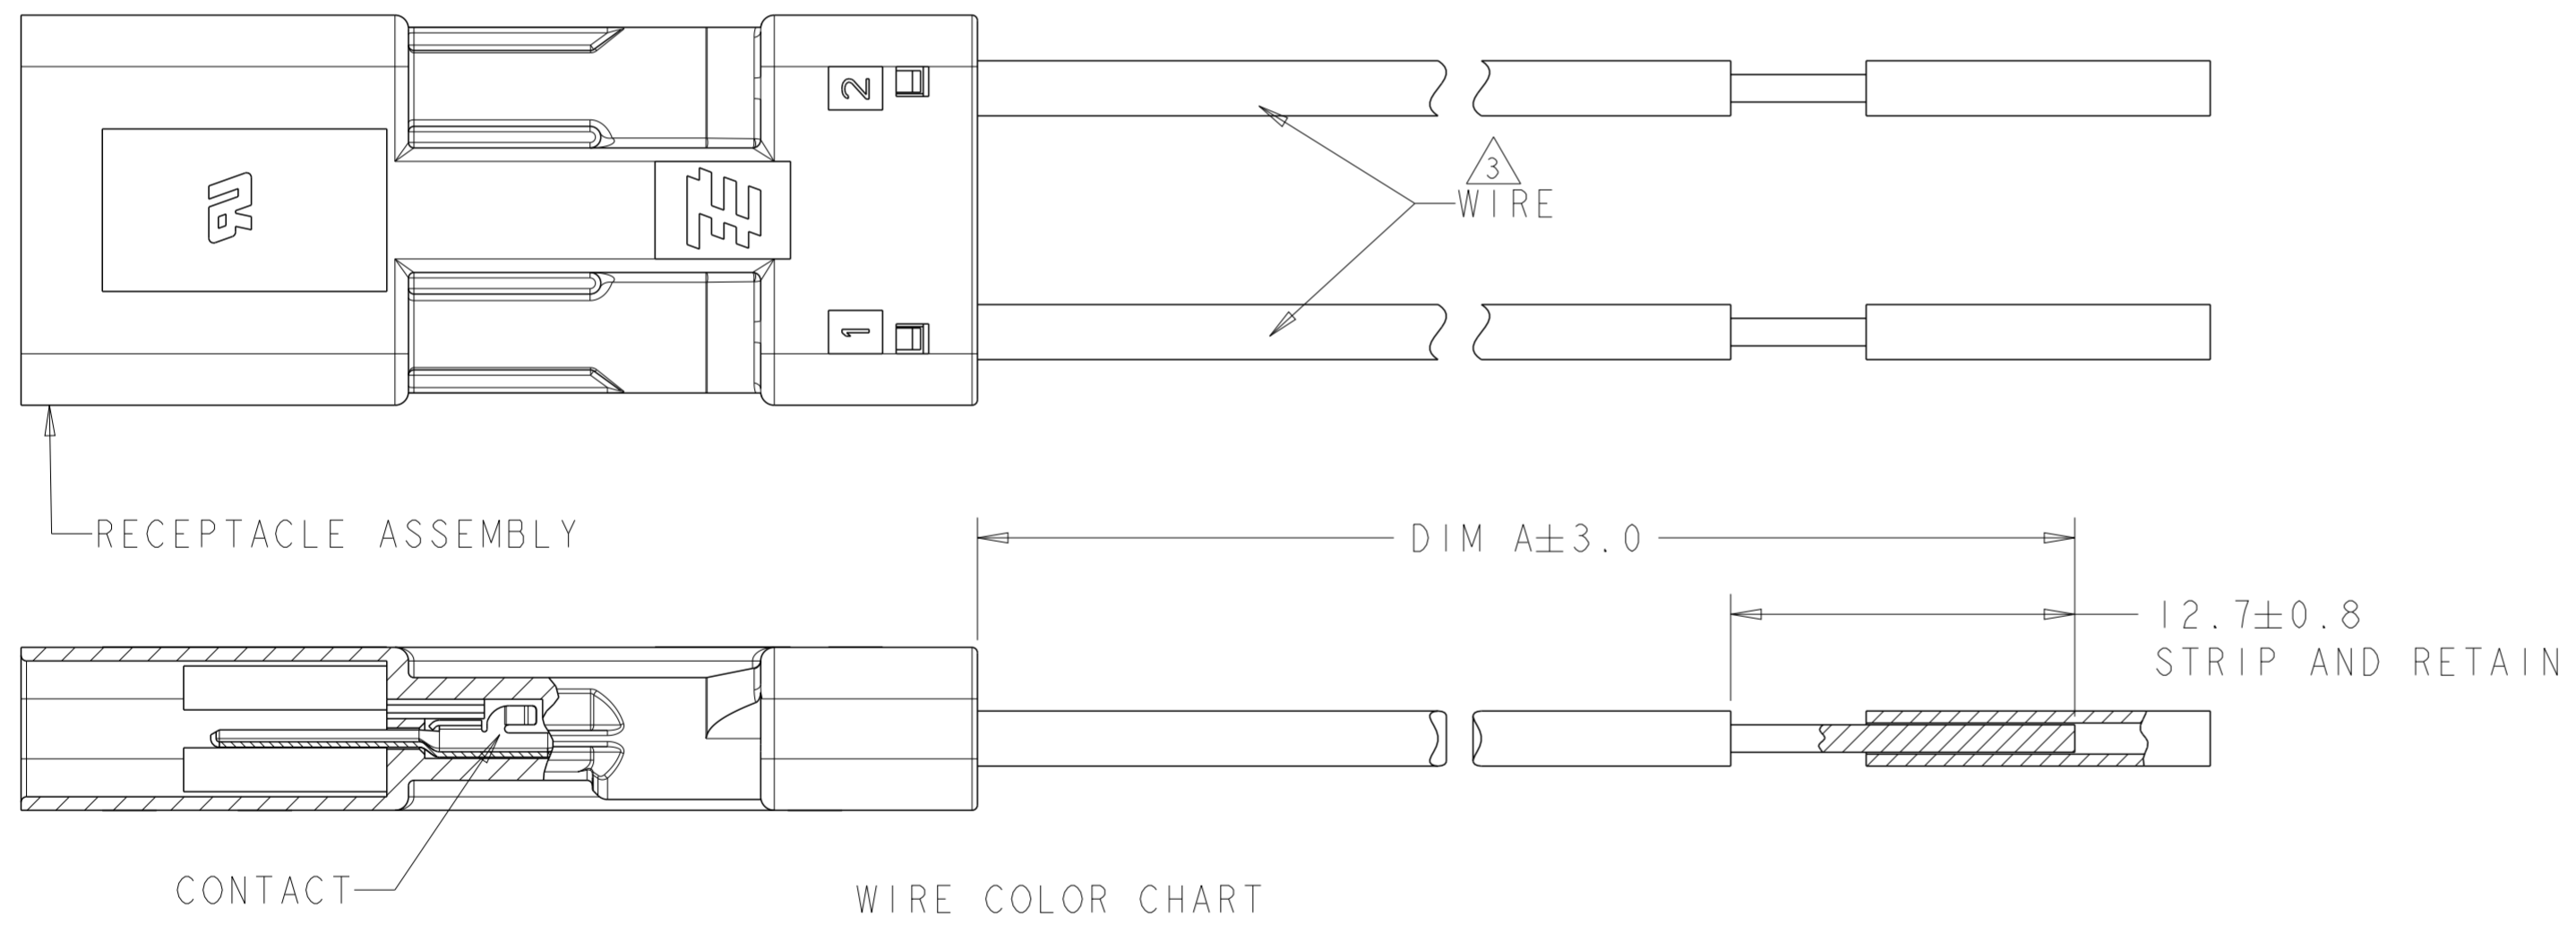 2
3
WIRE
1
RECEPTACLE ASSEMBLY
DIM A±3.0
12.7±0.8
STRIP AND RETAIN
CONTACT
WIRE COLOR CHART